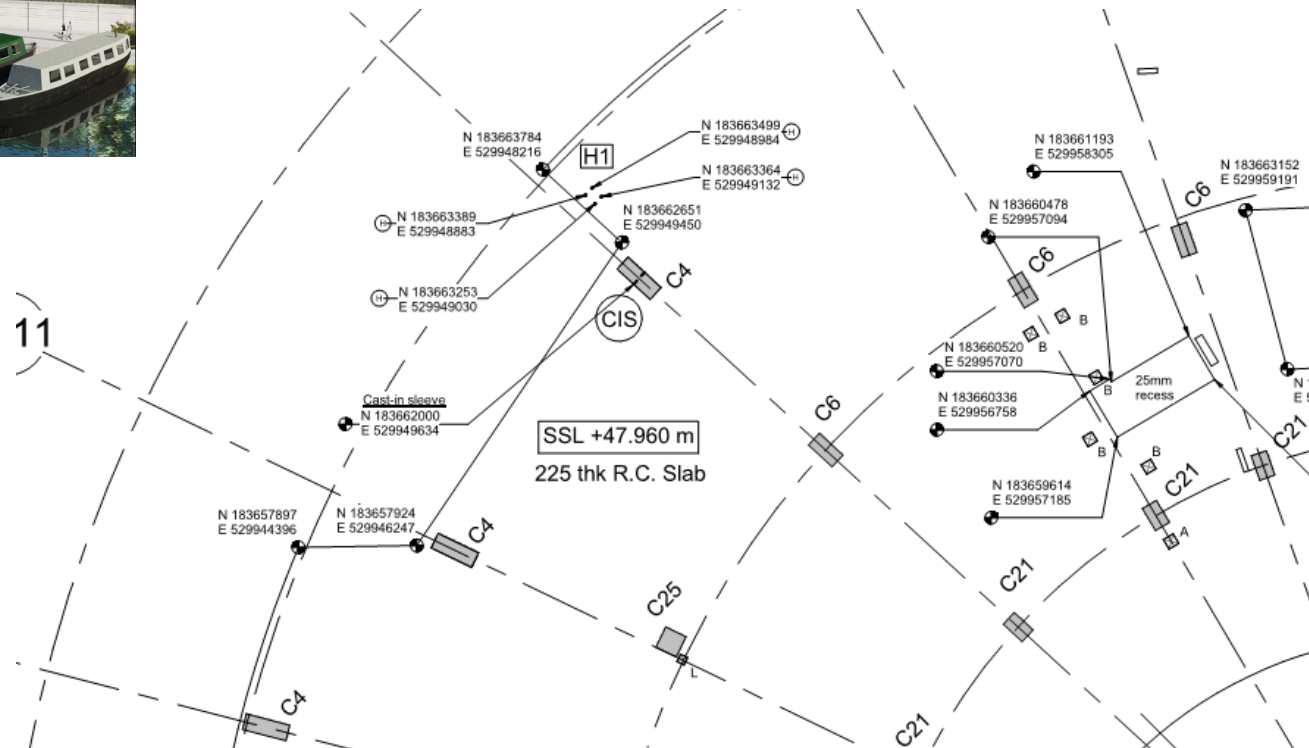 N 183663784
E 529948216
H1
N 183663499
E 529948984
H
N 183663364
E 529949132
H
H
N 183663389
E 529948883
N 183662651
E 529949450
H
N 183663253
E 529949030
C4
CIS
11
Cast-in sleeve
N 183662000
E 529949634
SSL +47.960 m
225 thk R.C. Slab
N 183657897
E 529944396
N 183657924
E 529946247
C4
C25
L
C4
C6
C21
C21
N 183661193
E 529958305
N 183663152
E 529959191
C6
N 183660478
E 529957094
C6
B
B
N 183660520
E 529957070
B
25mm
recess
N 183660336
E 529956758
B
B
C21
N 183659614
E 529957185
C21
A